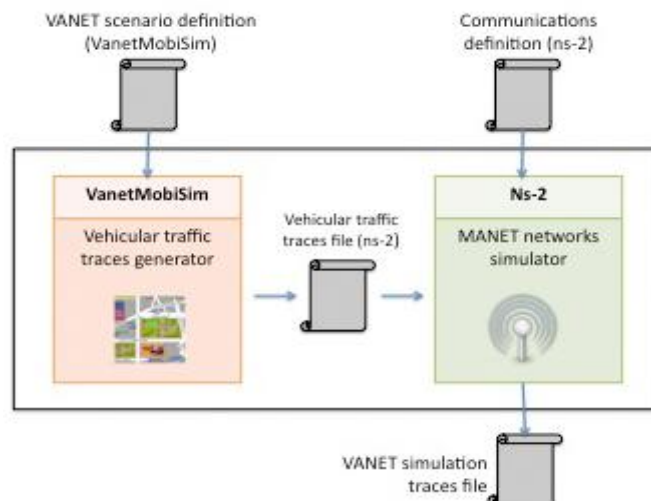 VANET scenario definition
(VanetMobiSim)
Communications
definition (ns-2)
VanetMobiSim
Vehicular traffic
traces generator
Vehicular traffic
traces file (ns-2)
Ns-2
MANET networks
simulator
VANET simulation
traces file